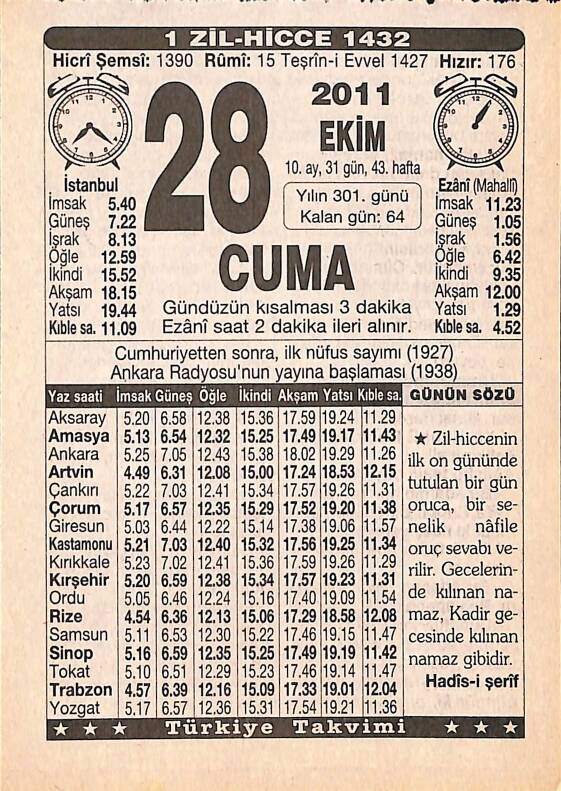 1 ZİL-HİCCE 1432
Hicrî Şemsî: 1390 Rûmî: 15 Teşrîn-i Evvel 1427 Hızır: 176
28
2011
EKİM
10. ay, 31 gün, 43. hafta
Yılın 301. günü
Kalan gün: 64
CUMA
Gündüzün kısalması 3 dakika
Ezânî saat 2 dakika ileri alınır.
İstanbul
İmsak 5.40
Güneş 7.22
İşrak 8.13
Öğle 12.59
İkindi 15.52
Akşam 18.15
Yatsı 19.44
Kıble sa. 11.09
Ezânî (Mahallî)
İmsak 11.23
Güneş 1.05
İşrak 1.56
Öğle 6.42
İkindi 9.35
Akşam 12.00
Yatsı 1.29
Kıble sa. 4.52
Cumhuriyetten sonra, ilk nüfus sayımı (1927)
Ankara Radyosu'nun yayına başlaması (1938)
Yaz saati İmsak Güneş Öğle İkindi Akşam Yatsı Kıble sa.
Aksaray 5.20 6.58 12.38 15.36 17.59 19.24 11.29
Amasya 5.13 6.54 12.32 15.25 17.49 19.17 11.43
Ankara 5.25 7.05 12.43 15.38 18.02 19.29 11.26
Artvin 4.49 6.31 12.08 15.00 17.24 18.53 12.15
Çankırı 5.22 7.03 12.41 15.34 17.57 19.26 11.31
Çorum 5.17 6.57 12.35 15.29 17.52 19.20 11.38
Giresun 5.03 6.44 12.22 15.14 17.38 19.06 11.57
Kastamonu 5.21 7.03 12.40 15.32 17.56 19.25 11.34
Kırıkkale 5.23 7.02 12.41 15.36 17.59 19.26 11.29
Kırşehir 5.20 6.59 12.38 15.34 17.57 19.23 11.31
Ordu 5.05 6.46 12.24 15.16 17.40 19.09 11.54
Rize 4.54 6.36 12.13 15.06 17.29 18.58 12.08
Samsun 5.11 6.53 12.30 15.22 17.46 19.15 11.47
Sinop 5.16 6.59 12.35 15.25 17.49 19.19 11.42
Tokat 5.10 6.51 12.29 15.23 17.46 19.14 11.47
Trabzon 4.57 6.39 12.16 15.09 17.33 19.01 12.04
Yozgat 5.17 6.57 12.36 15.31 17.54 19.21 11.36
GÜNÜN SÖZÜ
★ Zil-hiccenin
ilk on gününde
tutulan bir gün
oruca, bir se-
nelik nâfile
oruç sevabı ve-
rilir. Gecelerin-
de kılınan na-
maz, Kadir ge-
cesinde kılınan
namaz gibidir.
Hadîs-i şerîf
★ ★ ★ Türkiye Takvimi ★ ★ ★